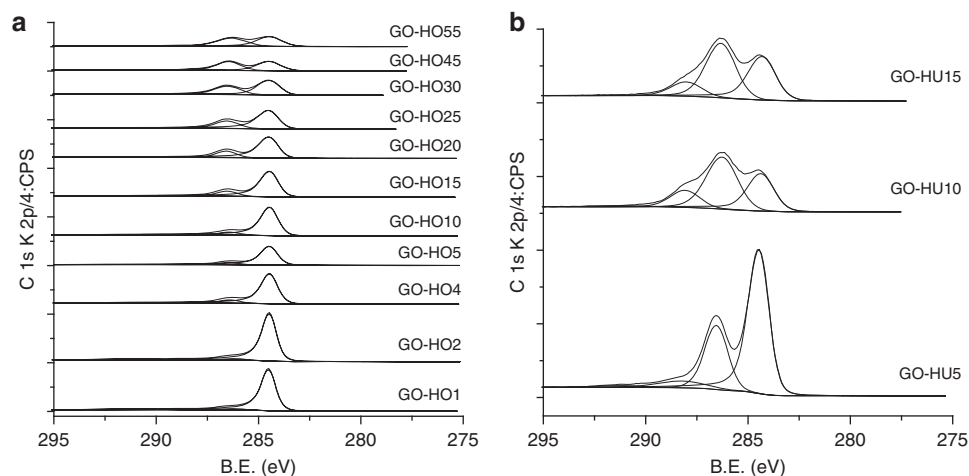 a
C 1s K 2p/4:CPS
GO-HO55
GO-HO45
GO-HO30
GO-HO25
GO-HO20
GO-HO15
GO-HO10
GO-HO5
GO-HO4
GO-HO2
GO-HO1
295 290 285 280 275
B.E. (eV)
b
C 1s K 2p/4:CPS
GO-HU15
GO-HU10
GO-HU5
295 290 285 280 275
B.E. (eV)